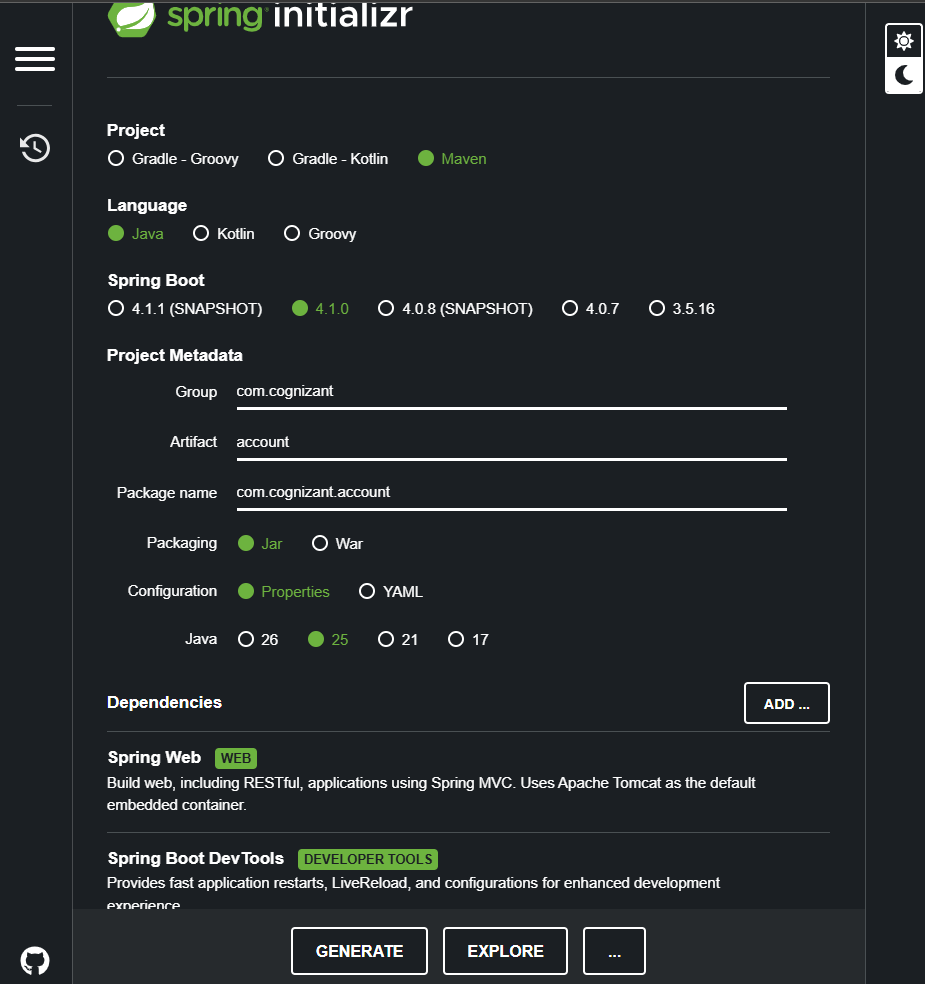 spring initializr
Project
Gradle - Groovy Gradle - Kotlin Maven
Language
Java Kotlin Groovy
Spring Boot
4.1.1 (SNAPSHOT) 4.1.0 4.0.8 (SNAPSHOT) 4.0.7 3.5.16
Project Metadata
Group com.cognizant
Artifact account
Package name com.cognizant.account
Packaging Jar War
Configuration Properties YAML
Java 26 25 21 17
Dependencies ADD ...
Spring Web WEB
Build web, including RESTful, applications using Spring MVC. Uses Apache Tomcat as the default
embedded container.
Spring Boot DevTools DEVELOPER TOOLS
Provides fast application restarts, LiveReload, and configurations for enhanced development
experience
GENERATE EXPLORE ...